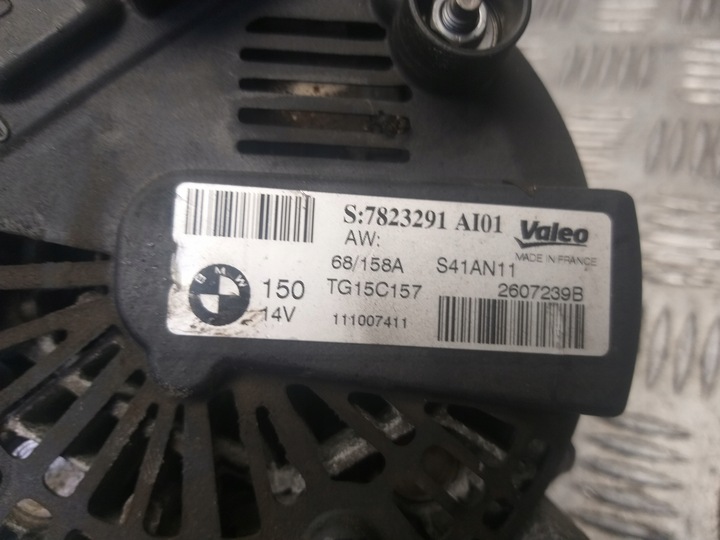 S:7823291 AI01
Valeo
AW:
MADE IN FRANCE
68/158A S41AN11
BMW
150 TG15C157 2607239B
14V 111007411